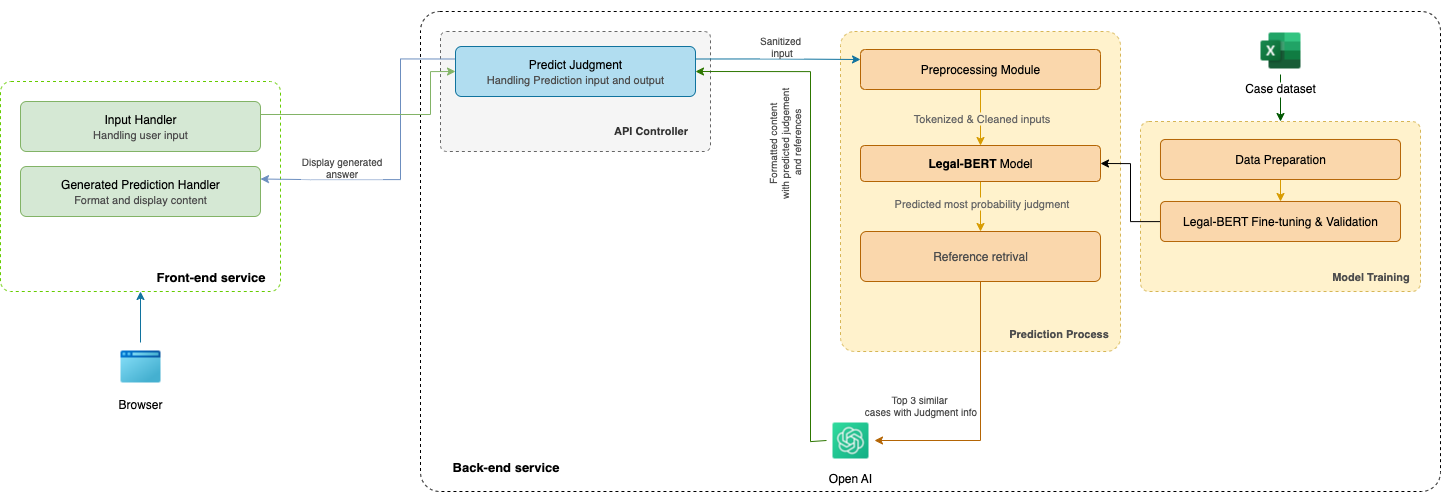 Input Handler
Handling user input
Generated Prediction Handler
Format and display content
Front-end service
Browser
Display generated
answer
Predict Judgment
Handling Prediction input and output
API Controller
Sanitized
input
Formatted content
with predicted judgement
and references
Preprocessing Module
Tokenized & Cleaned inputs
Legal-BERT Model
Predicted most probability judgment
Reference retrival
Prediction Process
Top 3 similar
cases with Judgment info
Open AI
Back-end service
X
Case dataset
Data Preparation
Legal-BERT Fine-tuning & Validation
Model Training